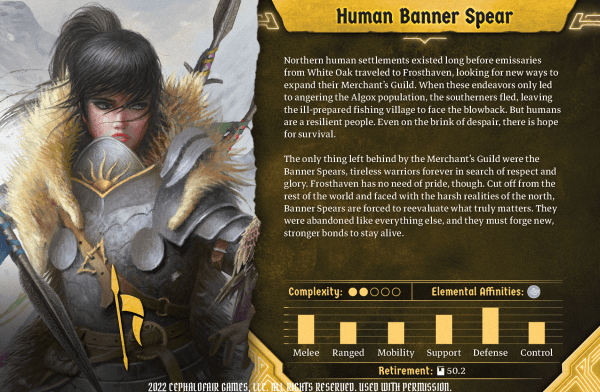 Human Banner Spear
Northern human settlements existed long before emissaries
from White Oak traveled to Frosthaven, looking for new ways to
expand their Merchant's Guild. When these endeavors only led
to angering the Algox population, the southerners fled, leaving
the ill-prepared fishing village to face the blowback. But humans
are a resilient people. Even on the brink of despair, there is hope
for survival.
The only thing left behind by the Merchant's Guild were the
Banner Spears, tireless warriors forever in search of respect and
glory. Frosthaven has no need of pride, though. Cut off from the
rest of the world and faced with the harsh realities of the north,
Banner Spears are forced to reevaluate what truly matters. They
were abandoned like everything else, and they must forge new,
stronger bonds to stay alive.
Complexity: Elemental Affinities:
Melee Ranged Mobility Support Defense Control
Retirement: 50.2
2022 CEPHALOFAIR GAMES, LLC. ALL RIGHTS RESERVED. USED WITH PERMISSION.